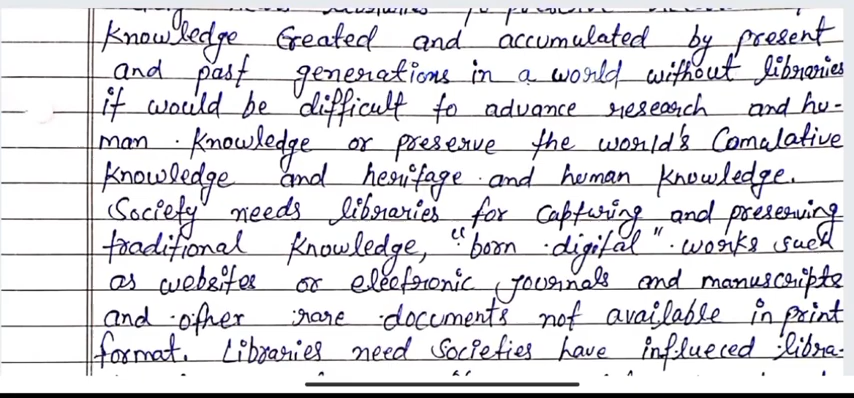 Knowledge Created and accumulated by present
and past generations in a world without libraries
it would be difficult to advance research and hu-
man. Knowledge or preserve the world's Comalative
Knowledge and heritage and human Knowledge.
Society needs libraries for capturing and preserving
traditional Knowledge, "born digital" works such
as websites or electronic journals and manuscripts
and other rare documents not available in print
format. Libraries need Societies have influeced libra-